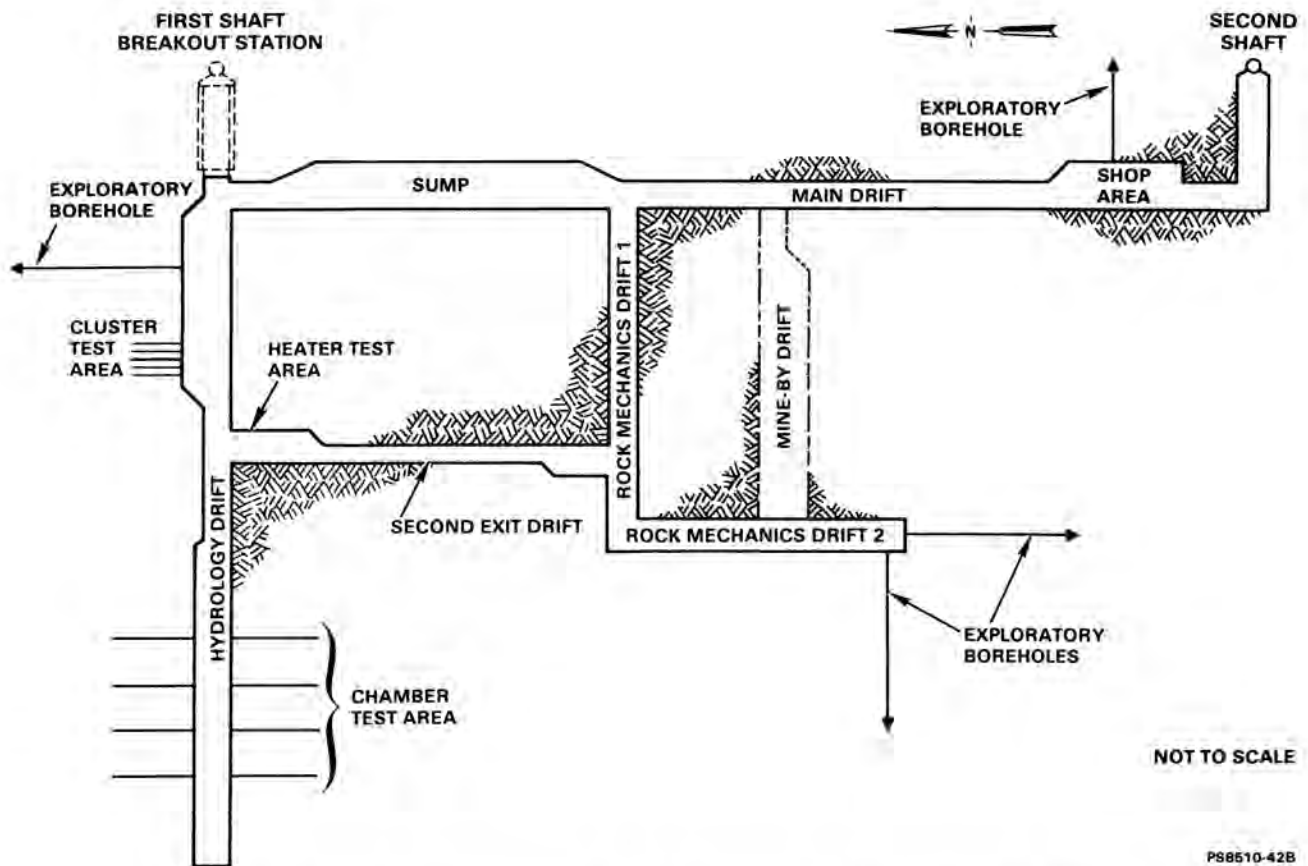 FIRST SHAFT
BREAKOUT STATION
N
SECOND
SHAFT
EXPLORATORY
BOREHOLE
EXPLORATORY
BOREHOLE
SUMP
MAIN DRIFT
SHOP
AREA
CLUSTER
TEST
AREA
HEATER TEST
AREA
ROCK MECHANICS DRIFT 1
MINE-BY DRIFT
SECOND EXIT DRIFT
ROCK MECHANICS DRIFT 2
HYDROLOGY DRIFT
EXPLORATORY
BOREHOLES
CHAMBER
TEST AREA
NOT TO SCALE
PS8510-42B